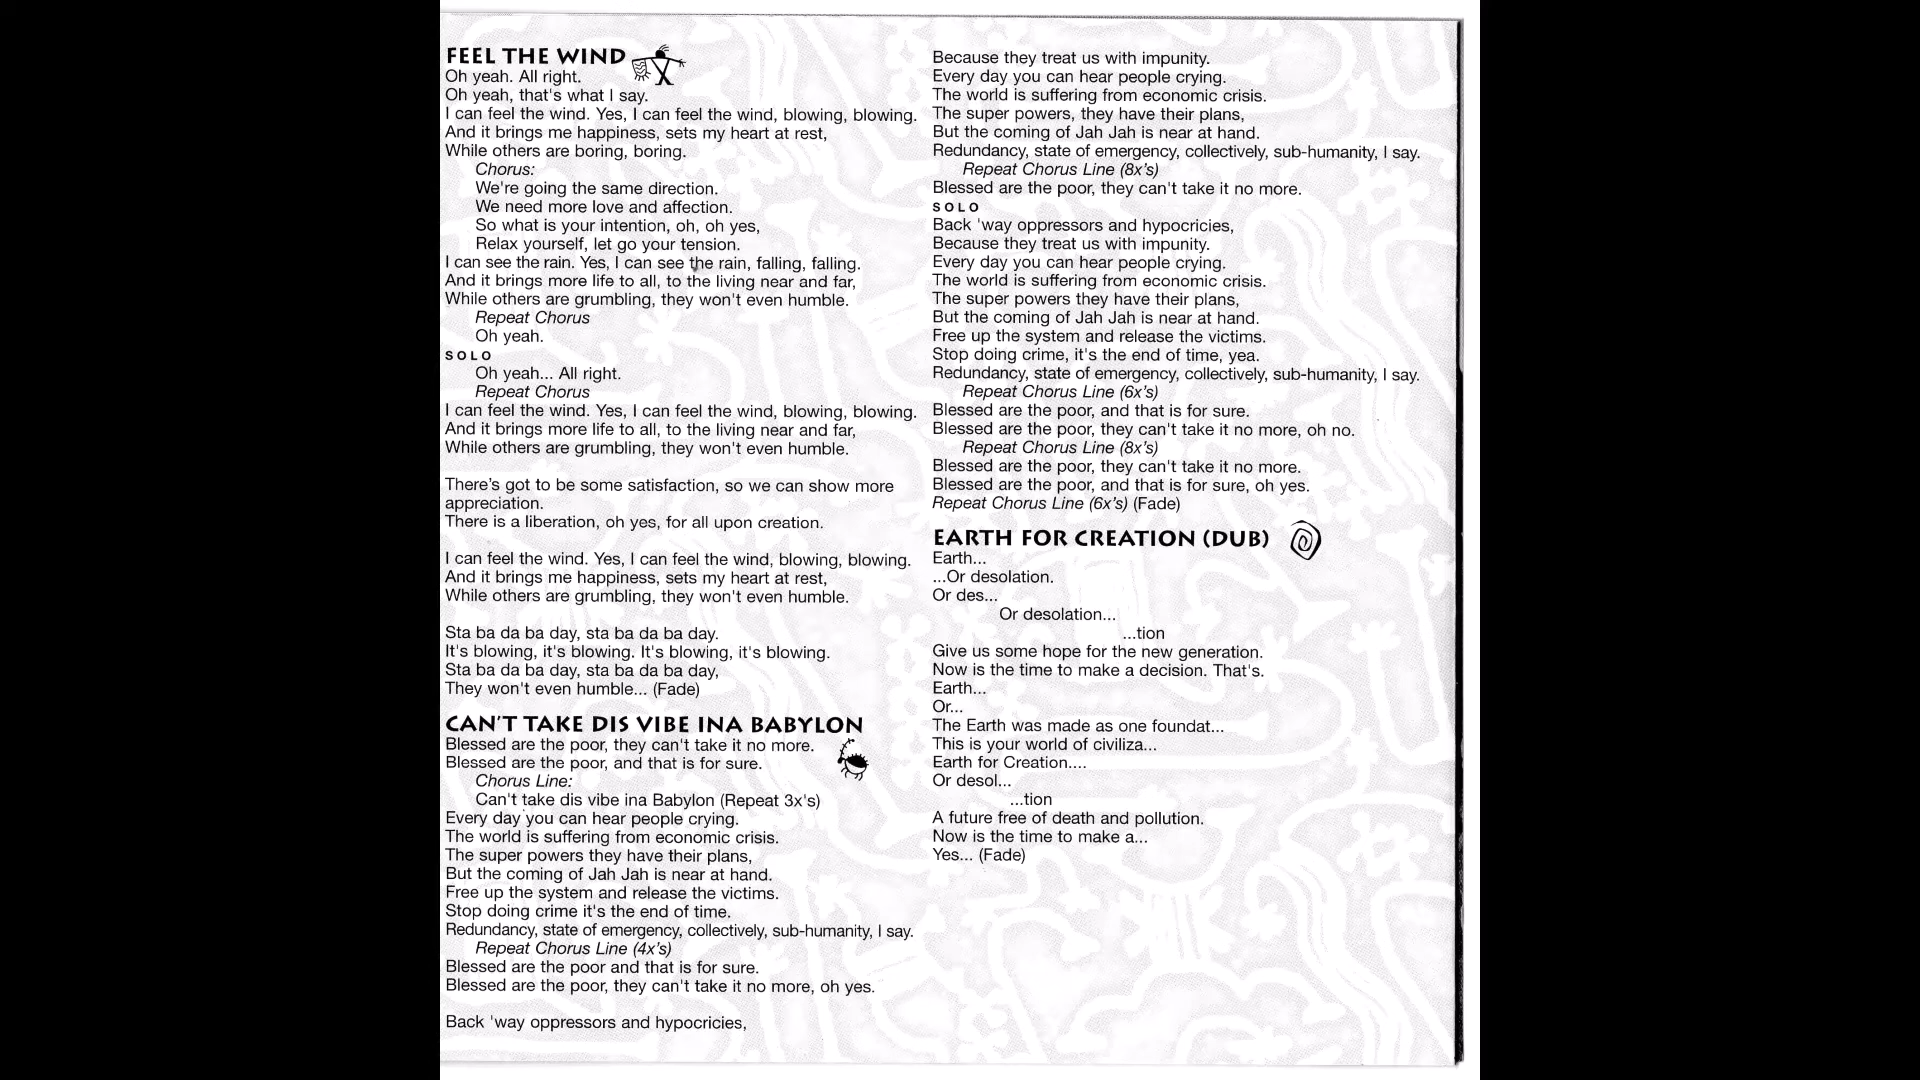 FEEL THE WIND
Oh yeah. All right.
Oh yeah, that's what I say.
I can feel the wind. Yes, I can feel the wind, blowing, blowing.
And it brings me happiness, sets my heart at rest,
While others are boring, boring.
Chorus:
We're going the same direction.
We need more love and affection.
So what is your intention, oh, oh yes,
Relax yourself, let go your tension.
I can see the rain. Yes, I can see the rain, falling, falling.
And it brings more life to all, to the living near and far,
While others are grumbling, they won't even humble.
Repeat Chorus
Oh yeah.
SOLO
Oh yeah... All right.
Repeat Chorus
I can feel the wind. Yes, I can feel the wind, blowing, blowing.
And it brings more life to all, to the living near and far,
While others are grumbling, they won't even humble.
There's got to be some satisfaction, so we can show more
appreciation.
There is a liberation, oh yes, for all upon creation.
I can feel the wind. Yes, I can feel the wind, blowing, blowing.
And it brings me happiness, sets my heart at rest,
While others are grumbling, they won't even humble.
Sta ba da ba day, sta ba da ba day.
It's blowing, it's blowing. It's blowing, it's blowing.
Sta ba da ba day, sta ba da ba day,
They won't even humble... (Fade)
CAN'T TAKE DIS VIBE INA BABYLON
Blessed are the poor, they can't take it no more.
Blessed are the poor, and that is for sure.
Chorus Line:
Can't take dis vibe ina Babylon (Repeat 3x's)
Every day you can hear people crying.
The world is suffering from economic crisis.
The super powers they have their plans,
But the coming of Jah Jah is near at hand.
Free up the system and release the victims.
Stop doing crime it's the end of time.
Redundancy, state of emergency, collectively, sub-humanity, I say.
Repeat Chorus Line (4x's)
Blessed are the poor and that is for sure.
Blessed are the poor, they can't take it no more, oh yes.
Back 'way oppressors and hypocricies,
Because they treat us with impunity.
Every day you can hear people crying.
The world is suffering from economic crisis.
The super powers, they have their plans,
But the coming of Jah Jah is near at hand.
Redundancy, state of emergency, collectively, sub-humanity, I say.
Repeat Chorus Line (8x's)
Blessed are the poor, they can't take it no more.
SOLO
Back 'way oppressors and hypocricies,
Because they treat us with impunity.
Every day you can hear people crying.
The world is suffering from economic crisis.
The super powers they have their plans,
But the coming of Jah Jah is near at hand.
Free up the system and release the victims.
Stop doing crime, it's the end of time, yea.
Redundancy, state of emergency, collectively, sub-humanity, I say.
Repeat Chorus Line (6x's)
Blessed are the poor, and that is for sure.
Blessed are the poor, they can't take it no more, oh no.
Repeat Chorus Line (8x's)
Blessed are the poor, they can't take it no more.
Blessed are the poor, and that is for sure, oh yes.
Repeat Chorus Line (6x's) (Fade)
EARTH FOR CREATION (DUB)
Earth...
...Or desolation.
Or des...
Or desolation...
...tion
Give us some hope for the new generation.
Now is the time to make a decision. That's.
Earth...
Or...
The Earth was made as one foundat...
This is your world of civiliza...
Earth for Creation....
Or desol...
...tion
A future free of death and pollution.
Now is the time to make a...
Yes... (Fade)